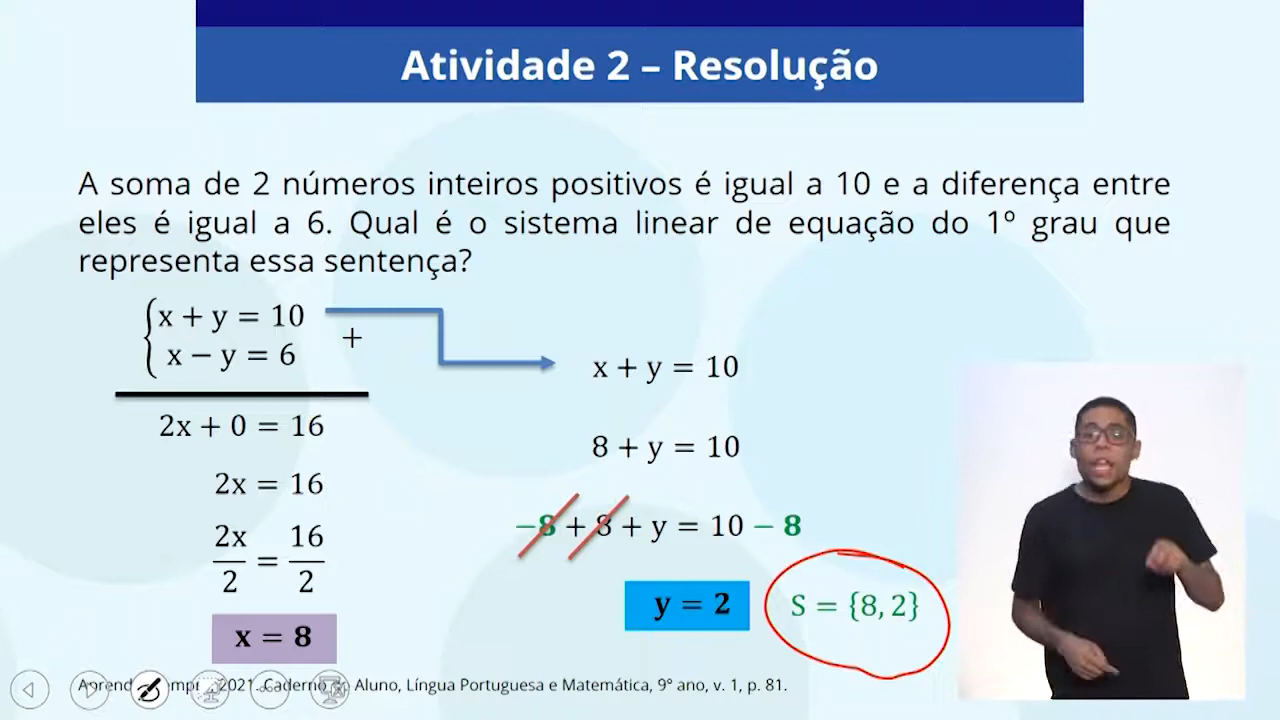 Atividade 2 – Resolução
A soma de 2 números inteiros positivos é igual a 10 e a diferença entre
eles é igual a 6. Qual é o sistema linear de equação do 1º grau que
representa essa sentença?
x + y = 10
x − y = 6
+
2x + 0 = 16
2x = 16
2x/2 = 16/2
x = 8
x + y = 10
8 + y = 10
−8 + 8 + y = 10 − 8
y = 2
S = {8, 2}
2021. Caderno do Aluno, Língua Portuguesa e Matemática, 9º ano, v. 1, p. 81.